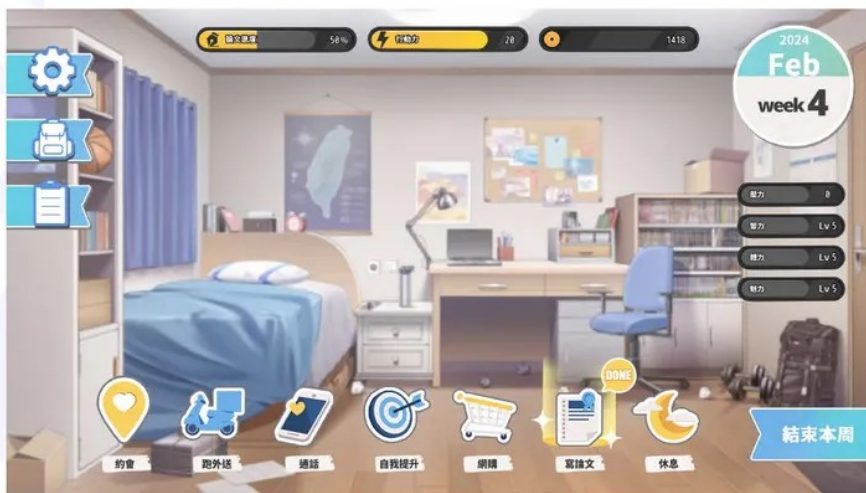 論文進度 50%
行動力 20
1418
2024
Feb
week 4
壓力 0
智力 Lv 5
體力 Lv 5
魅力 Lv 5
DONE
約會
跑外送
通話
自我提升
網購
寫論文
休息
結束本周